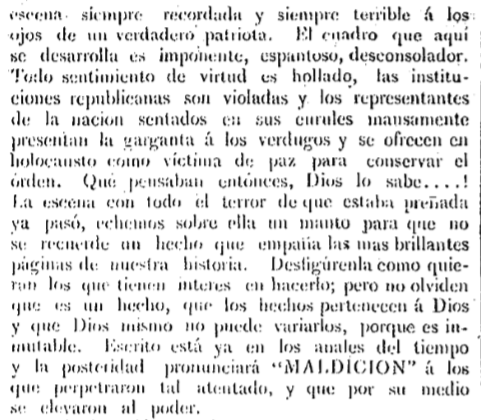 escena siempre recordada y siempre terrible á los
ojos de un verdadero patriota. El cuadro que aquí
se desarrolla es imponente, espantoso, desconsolador.
Todo sentimiento de virtud es hollado, las institu-
ciones republicanas son violadas y los representantes
de la nacion sentados en sus curules mansamente
presentan la garganta á los verdugos y se ofrecen en
holocausto como víctima de paz para conservar el
órden. Qué pensaban entónces, Dios lo sabe....!
La escena con todo el terror de que estaba preñada
ya pasó, echemos sobre ella un manto para que no
se recuerde un hecho que empaña las mas brillantes
páginas de nuestra historia. Desfigúrenla como quie-
ran los que tienen interes en hacerlo; pero no olviden
que es un hecho, que los hechos pertenecen á Dios
y que Dios mismo no puede variarlos, porque es in-
mutable. Escrito está ya en los anales del tiempo
y la posteridad pronunciará “MALDICION” á los
que perpetraron tal atentado, y que por su medio
se elevaron al poder.